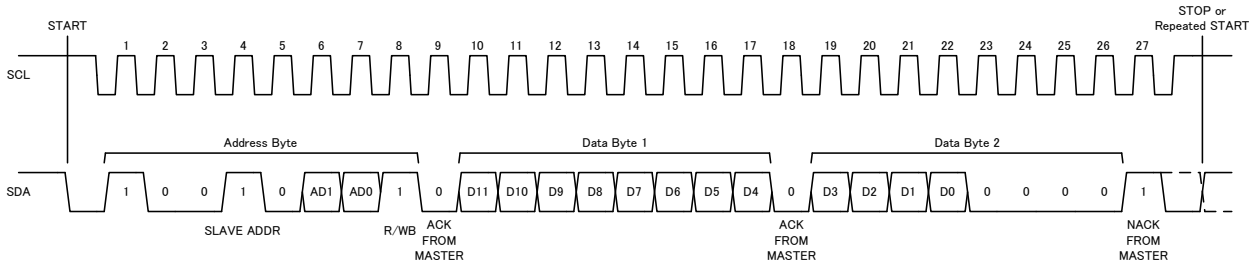 START
STOP or
Repeated START
1 2 3 4 5 6 7 8 9 10 11 12 13 14 15 16 17 18 19 20 21 22 23 24 25 26 27
SCL
Address Byte
Data Byte 1
Data Byte 2
SDA
1 0 0 1 0 AD1 AD0 1 0 D11 D10 D9 D8 D7 D6 D5 D4 0 D3 D2 D1 D0 0 0 0 0 1
SLAVE ADDR
R/WB
ACK
FROM
MASTER
ACK
FROM
MASTER
NACK
FROM
MASTER